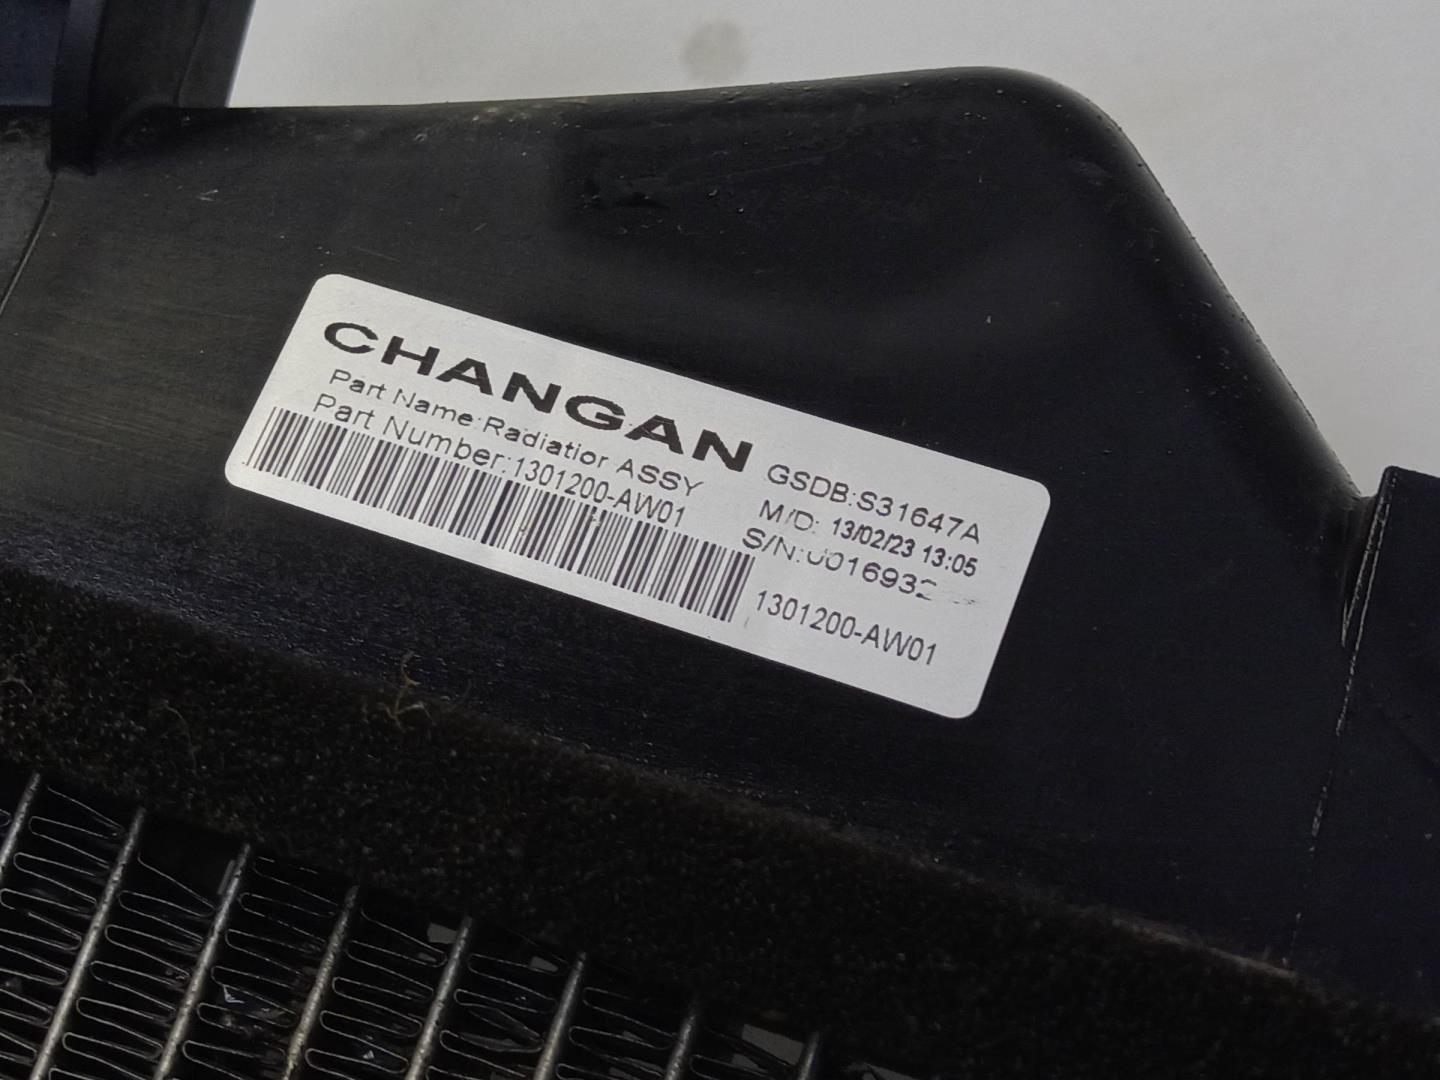 CHANGAN
Part Name:Radiatior ASSY
Part Number:1301200-AW01
GSDB:S31647A
M/D: 13/02/23 13:05
1301200-AW01